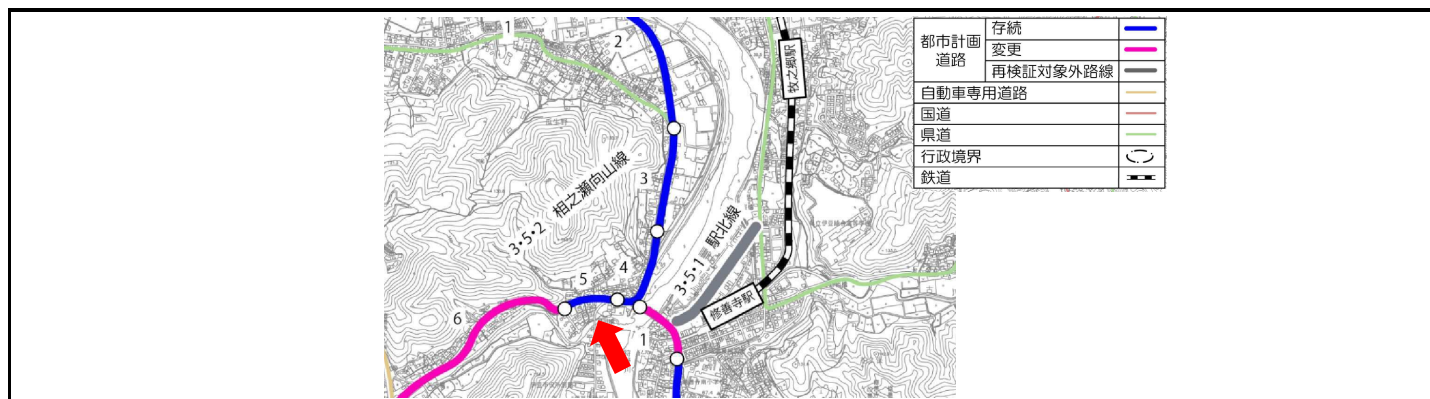 都市計画
道路
存続
変更
再検証対象外路線
自動車専用道路
国道
県道
行政境界
鉄道
1
2
牧之郷駅
3・5・2 相之瀬向山線
3
3・5・1 駅北線
4
5
修善寺駅
6
1